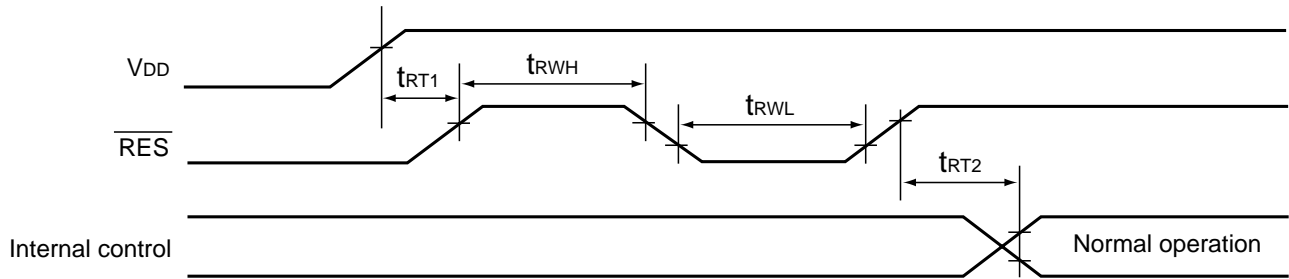 VDD
tRT1
tRWH
tRWL
RES
tRT2
Internal control
Normal operation